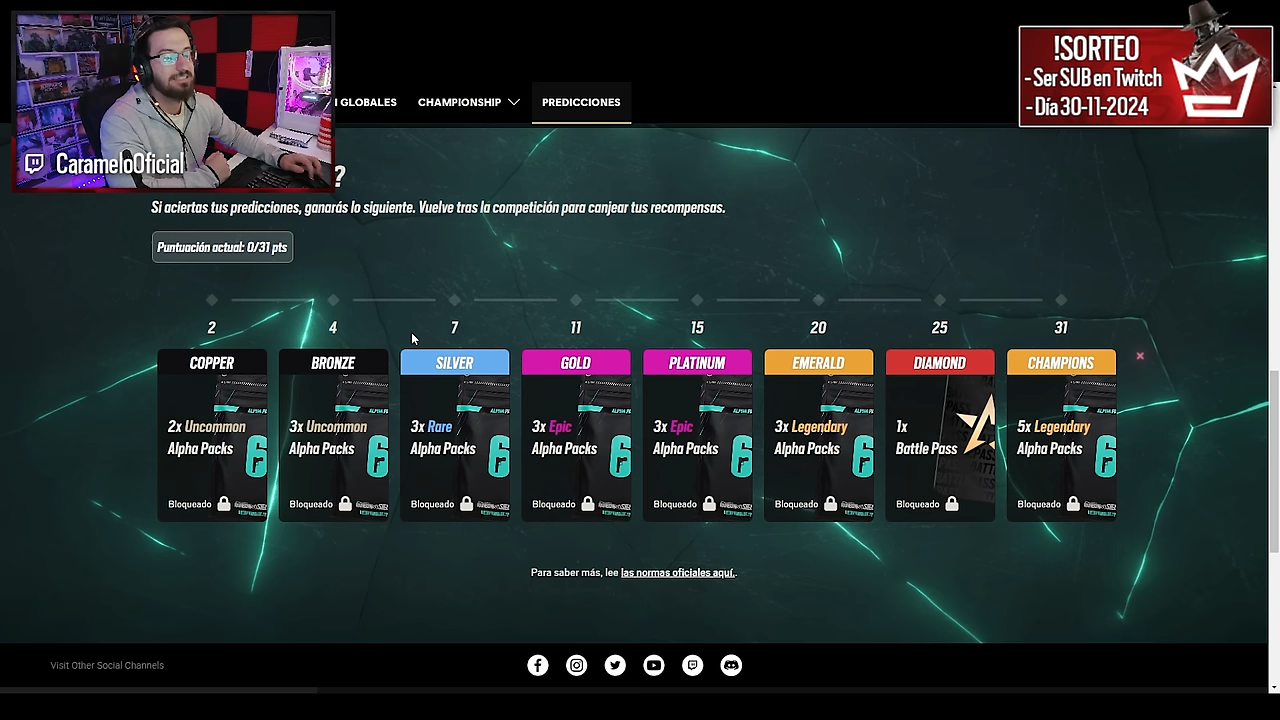 CarameloOficial
!SORTEO
- Ser SUB en Twitch
- Día 30-11-2024
I GLOBALES
CHAMPIONSHIP
PREDICCIONES
?
Si aciertas tus predicciones, ganarás lo siguiente. Vuelve tras la competición para canjear tus recompensas.
Puntuación actual: 0/31 pts
2
4
7
11
15
20
25
31
COPPER
BRONZE
SILVER
GOLD
PLATINUM
EMERALD
DIAMOND
CHAMPIONS
2x Uncommon
Alpha Packs
Bloqueado
3x Uncommon
Alpha Packs
Bloqueado
3x Rare
Alpha Packs
Bloqueado
3x Epic
Alpha Packs
Bloqueado
3x Epic
Alpha Packs
Bloqueado
3x Legendary
Alpha Packs
Bloqueado
1x
Battle Pass
Bloqueado
5x Legendary
Alpha Packs
Bloqueado
Para saber más, lee las normas oficiales aquí..
Visit Other Social Channels